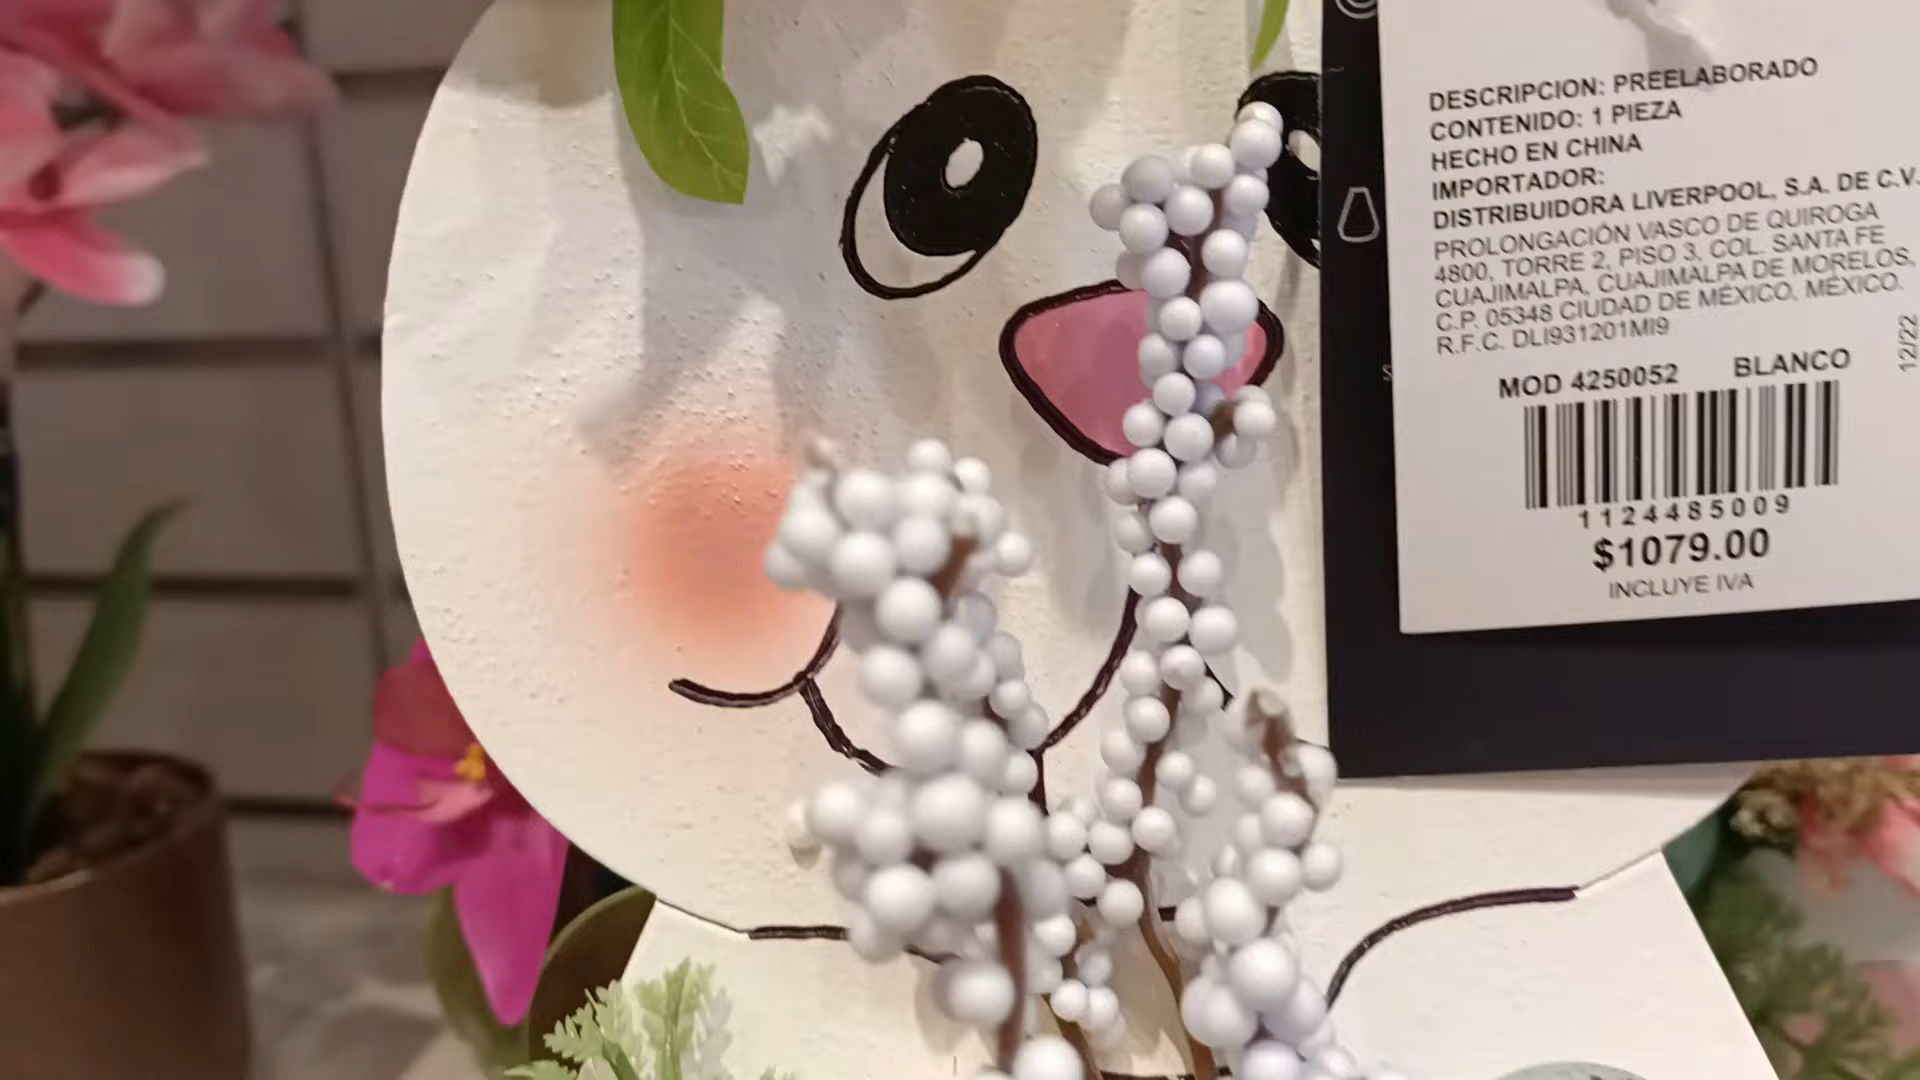 DESCRIPCION: PREELABORADO
CONTENIDO: 1 PIEZA
HECHO EN CHINA
IMPORTADOR:
DISTRIBUIDORA LIVERPOOL, S.A. DE C.V.
PROLONGACIÓN VASCO DE QUIROGA
4800, TORRE 2, PISO 3, COL. SANTA FE
CUAJIMALPA, CUAJIMALPA DE MORELOS,
C.P. 05348 CIUDAD DE MÉXICO, MÉXICO.
R.F.C. DLI931201MI9
12/22
MOD 4250052 BLANCO
1124485009
$1079.00
INCLUYE IVA